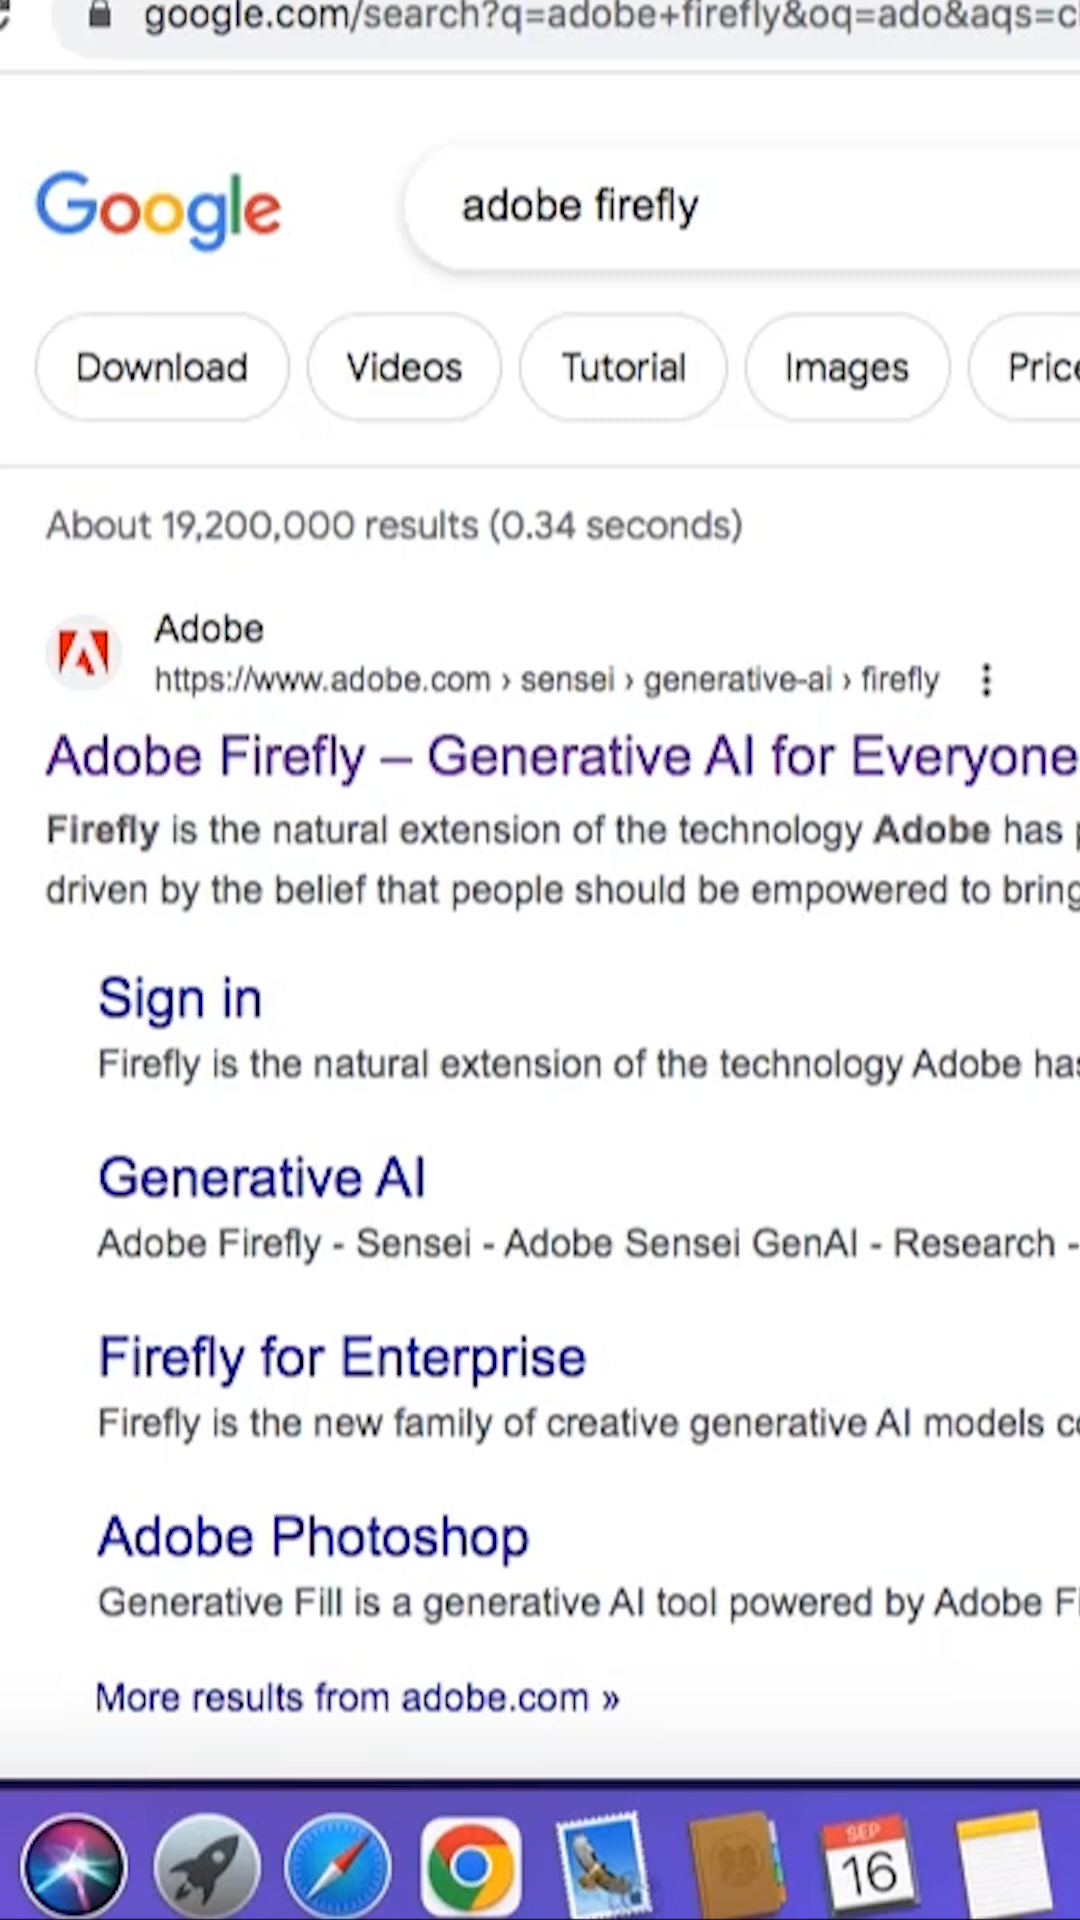 google.com/search?q=adobe+firefly&oq=ado&aqs=c
Google
adobe firefly
Download
Videos
Tutorial
Images
Price
About 19,200,000 results (0.34 seconds)
Adobe
https://www.adobe.com › sensei › generative-ai › firefly
Adobe Firefly – Generative AI for Everyone
Firefly is the natural extension of the technology Adobe has
driven by the belief that people should be empowered to bring
Sign in
Firefly is the natural extension of the technology Adobe has
Generative AI
Adobe Firefly - Sensei - Adobe Sensei GenAI - Research -
Firefly for Enterprise
Firefly is the new family of creative generative AI models
Adobe Photoshop
Generative Fill is a generative AI tool powered by Adobe
More results from adobe.com »
SEP
16